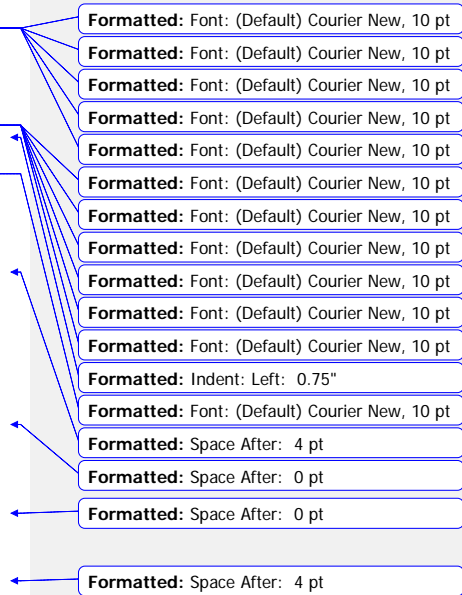 Formatted: Font: (Default) Courier New, 10 pt
Formatted: Font: (Default) Courier New, 10 pt
Formatted: Font: (Default) Courier New, 10 pt
Formatted: Font: (Default) Courier New, 10 pt
Formatted: Font: (Default) Courier New, 10 pt
Formatted: Font: (Default) Courier New, 10 pt
Formatted: Font: (Default) Courier New, 10 pt
Formatted: Font: (Default) Courier New, 10 pt
Formatted: Font: (Default) Courier New, 10 pt
Formatted: Font: (Default) Courier New, 10 pt
Formatted: Font: (Default) Courier New, 10 pt
Formatted: Indent: Left: 0.75"
Formatted: Font: (Default) Courier New, 10 pt
Formatted: Space After: 4 pt
Formatted: Space After: 0 pt
Formatted: Space After: 0 pt
Formatted: Space After: 4 pt